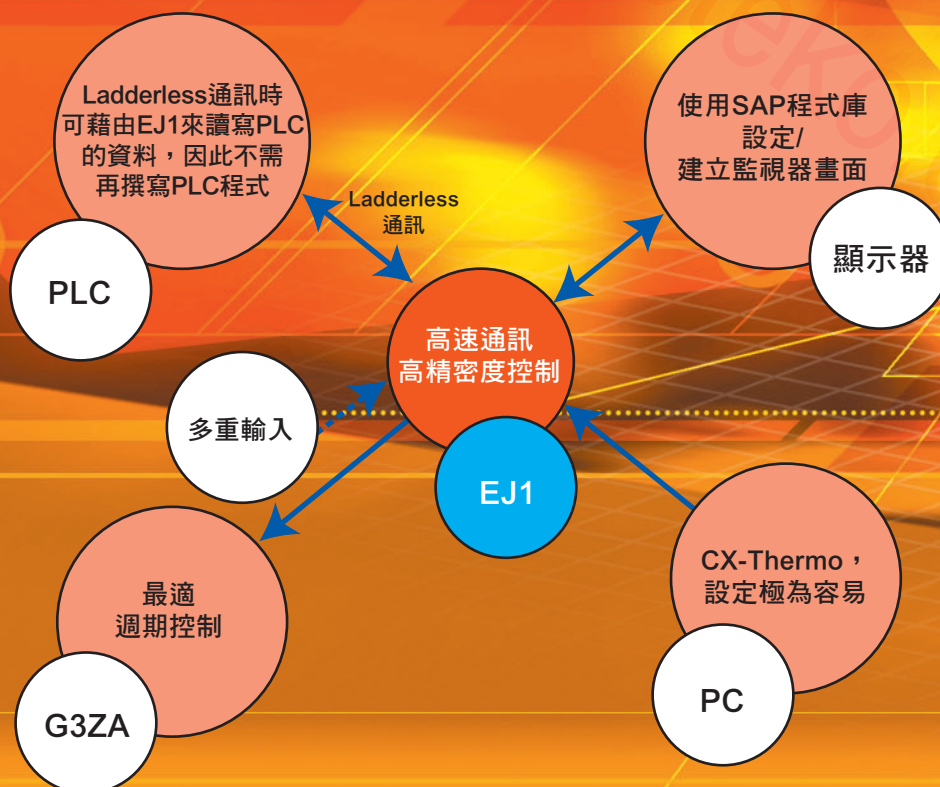 Ladderless通訊時
可藉由EJ1來讀寫PLC
的資料，因此不需
再撰寫PLC程式
PLC
Ladderless
通訊
使用SAP程式庫
設定/
建立監視器畫面
顯示器
高速通訊
高精密度控制
EJ1
多重輸入
最適
週期控制
G3ZA
CX-Thermo，
設定極為容易
PC